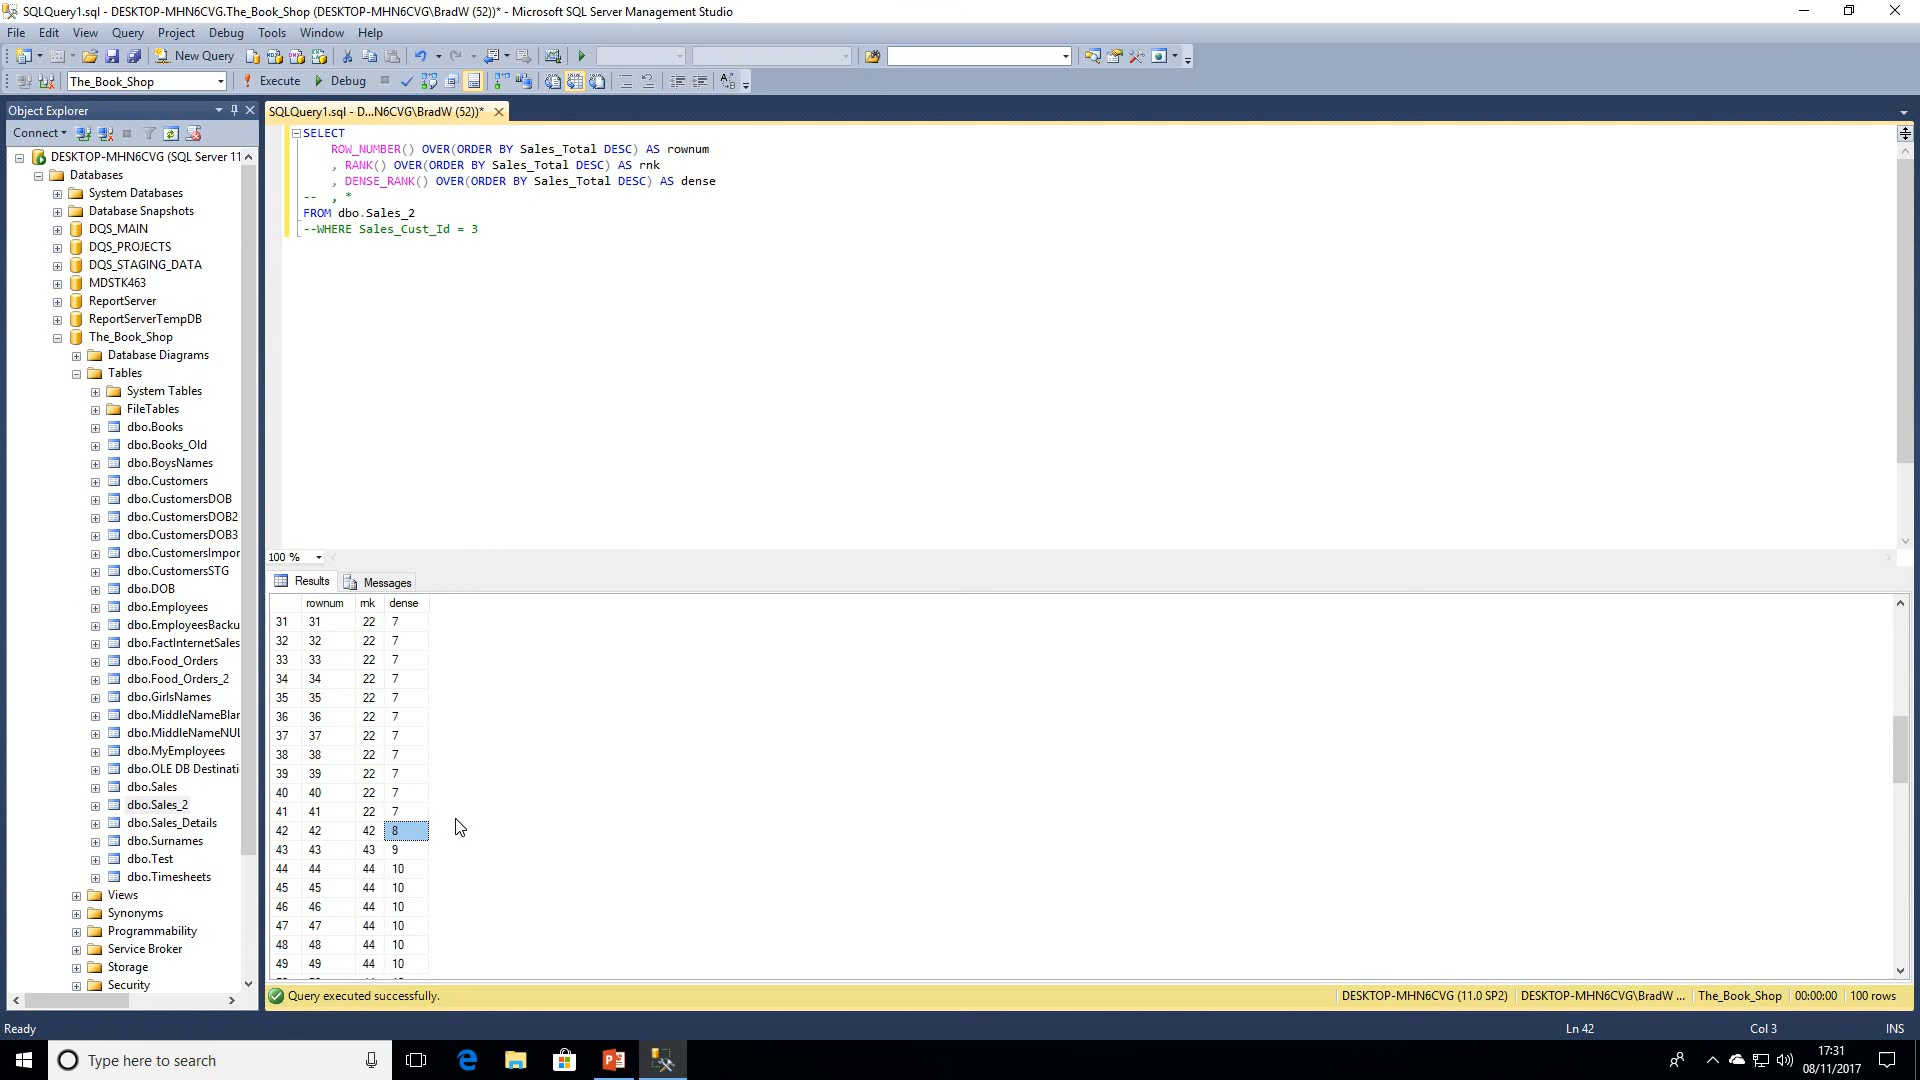 SQLQuery1.sql - DESKTOP-MHN6CVG.The_Book_Shop (DESKTOP-MHN6CVG\BradW (52))* - Microsoft SQL Server Management Studio
File Edit View Query Project Debug Tools Window Help
New Query
The_Book_Shop Execute Debug
Object Explorer
Connect
DESKTOP-MHN6CVG (SQL Server 11
Databases
System Databases
Database Snapshots
DQS_MAIN
DQS_PROJECTS
DQS_STAGING_DATA
MDSTK463
ReportServer
ReportServerTempDB
The_Book_Shop
Database Diagrams
Tables
System Tables
FileTables
dbo.Books
dbo.Books_Old
dbo.BoysNames
dbo.Customers
dbo.CustomersDOB
dbo.CustomersDOB2
dbo.CustomersDOB3
dbo.CustomersImpor
dbo.CustomersSTG
dbo.DOB
dbo.Employees
dbo.EmployeesBacku
dbo.FactInternetSales
dbo.Food_Orders
dbo.Food_Orders_2
dbo.GirlsNames
dbo.MiddleNameBlar
dbo.MiddleNameNUL
dbo.MyEmployees
dbo.OLE DB Destinati
dbo.Sales
dbo.Sales_2
dbo.Sales_Details
dbo.Surnames
dbo.Test
dbo.Timesheets
Views
Synonyms
Programmability
Service Broker
Storage
Security
SQLQuery1.sql - D...N6CVG\BradW (52))*
SELECT
ROW_NUMBER() OVER(ORDER BY Sales_Total DESC) AS rownum
, RANK() OVER(ORDER BY Sales_Total DESC) AS rnk
, DENSE_RANK() OVER(ORDER BY Sales_Total DESC) AS dense
-- , *
FROM dbo.Sales_2
--WHERE Sales_Cust_Id = 3
100 %
Results Messages
rownum rnk dense
31 31 22 7
32 32 22 7
33 33 22 7
34 34 22 7
35 35 22 7
36 36 22 7
37 37 22 7
38 38 22 7
39 39 22 7
40 40 22 7
41 41 22 7
42 42 42 8
43 43 43 9
44 44 44 10
45 45 44 10
46 46 44 10
47 47 44 10
48 48 44 10
49 49 44 10
Query executed successfully. DESKTOP-MHN6CVG (11.0 SP2) DESKTOP-MHN6CVG\BradW ... The_Book_Shop 00:00:00 100 rows
Ready Ln 42 Col 3 INS
Type here to search
17:31
08/11/2017